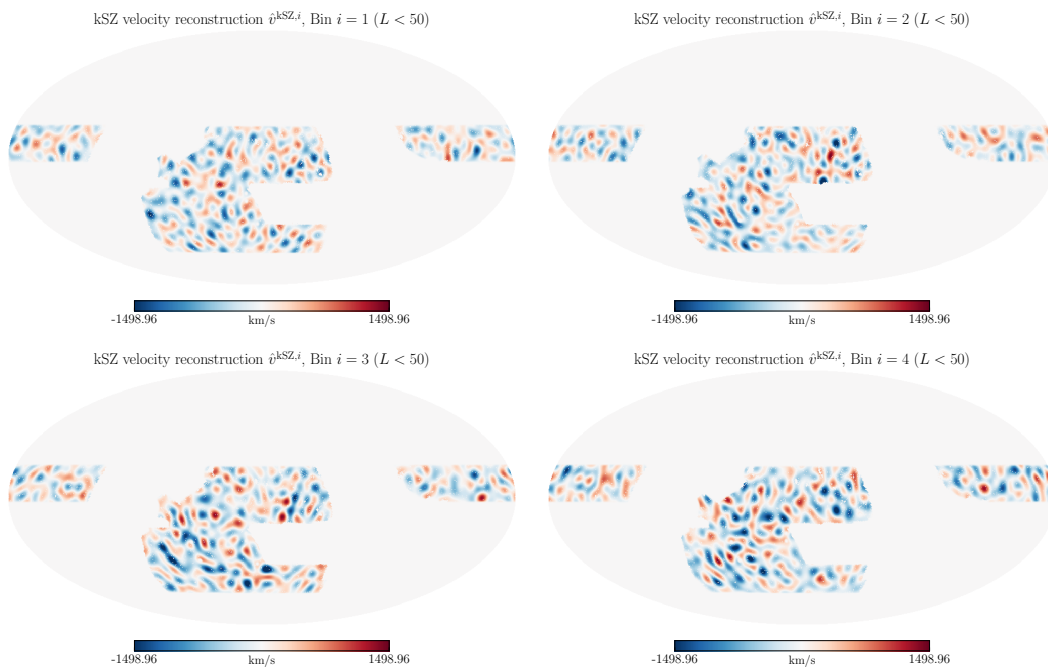 kSZ velocity reconstruction v̂^{kSZ,i}, Bin i = 1 (L < 50)
kSZ velocity reconstruction v̂^{kSZ,i}, Bin i = 2 (L < 50)
-1498.96 km/s 1498.96
-1498.96 km/s 1498.96
kSZ velocity reconstruction v̂^{kSZ,i}, Bin i = 3 (L < 50)
kSZ velocity reconstruction v̂^{kSZ,i}, Bin i = 4 (L < 50)
-1498.96 km/s 1498.96
-1498.96 km/s 1498.96